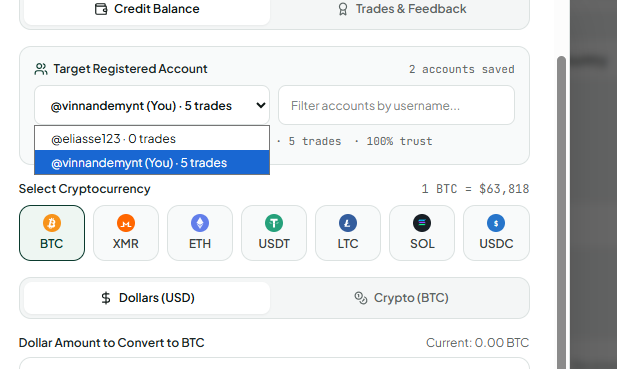 Credit Balance
Trades & Feedback
Target Registered Account
2 accounts saved
@vinnandemynt (You) · 5 trades
Filter accounts by username...
@eliasse123 · 0 trades
@vinnandemynt (You) · 5 trades
· 5 trades · 100% trust
Select Cryptocurrency
1 BTC = $63,818
BTC
XMR
ETH
USDT
LTC
SOL
USDC
Dollars (USD)
Crypto (BTC)
Dollar Amount to Convert to BTC
Current: 0.00 BTC